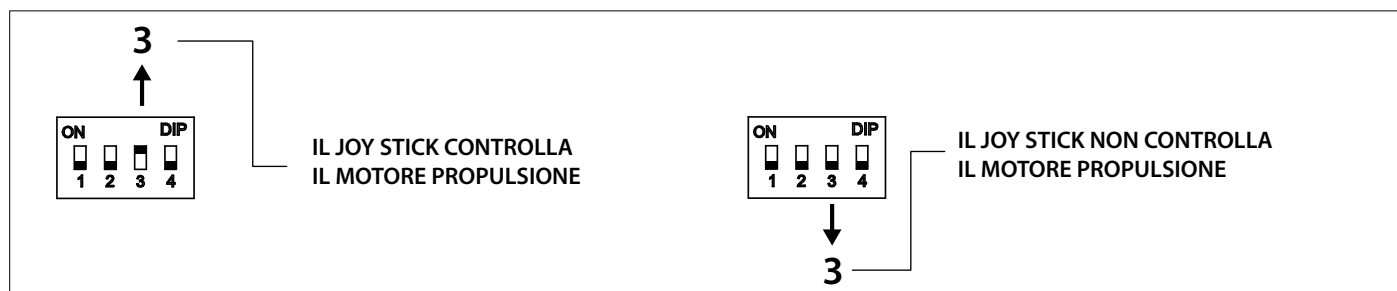 3
ON DIP
1 2 3 4
IL JOY STICK CONTROLLA
IL MOTORE PROPULSIONE
ON DIP
1 2 3 4
3
IL JOY STICK NON CONTROLLA
IL MOTORE PROPULSIONE